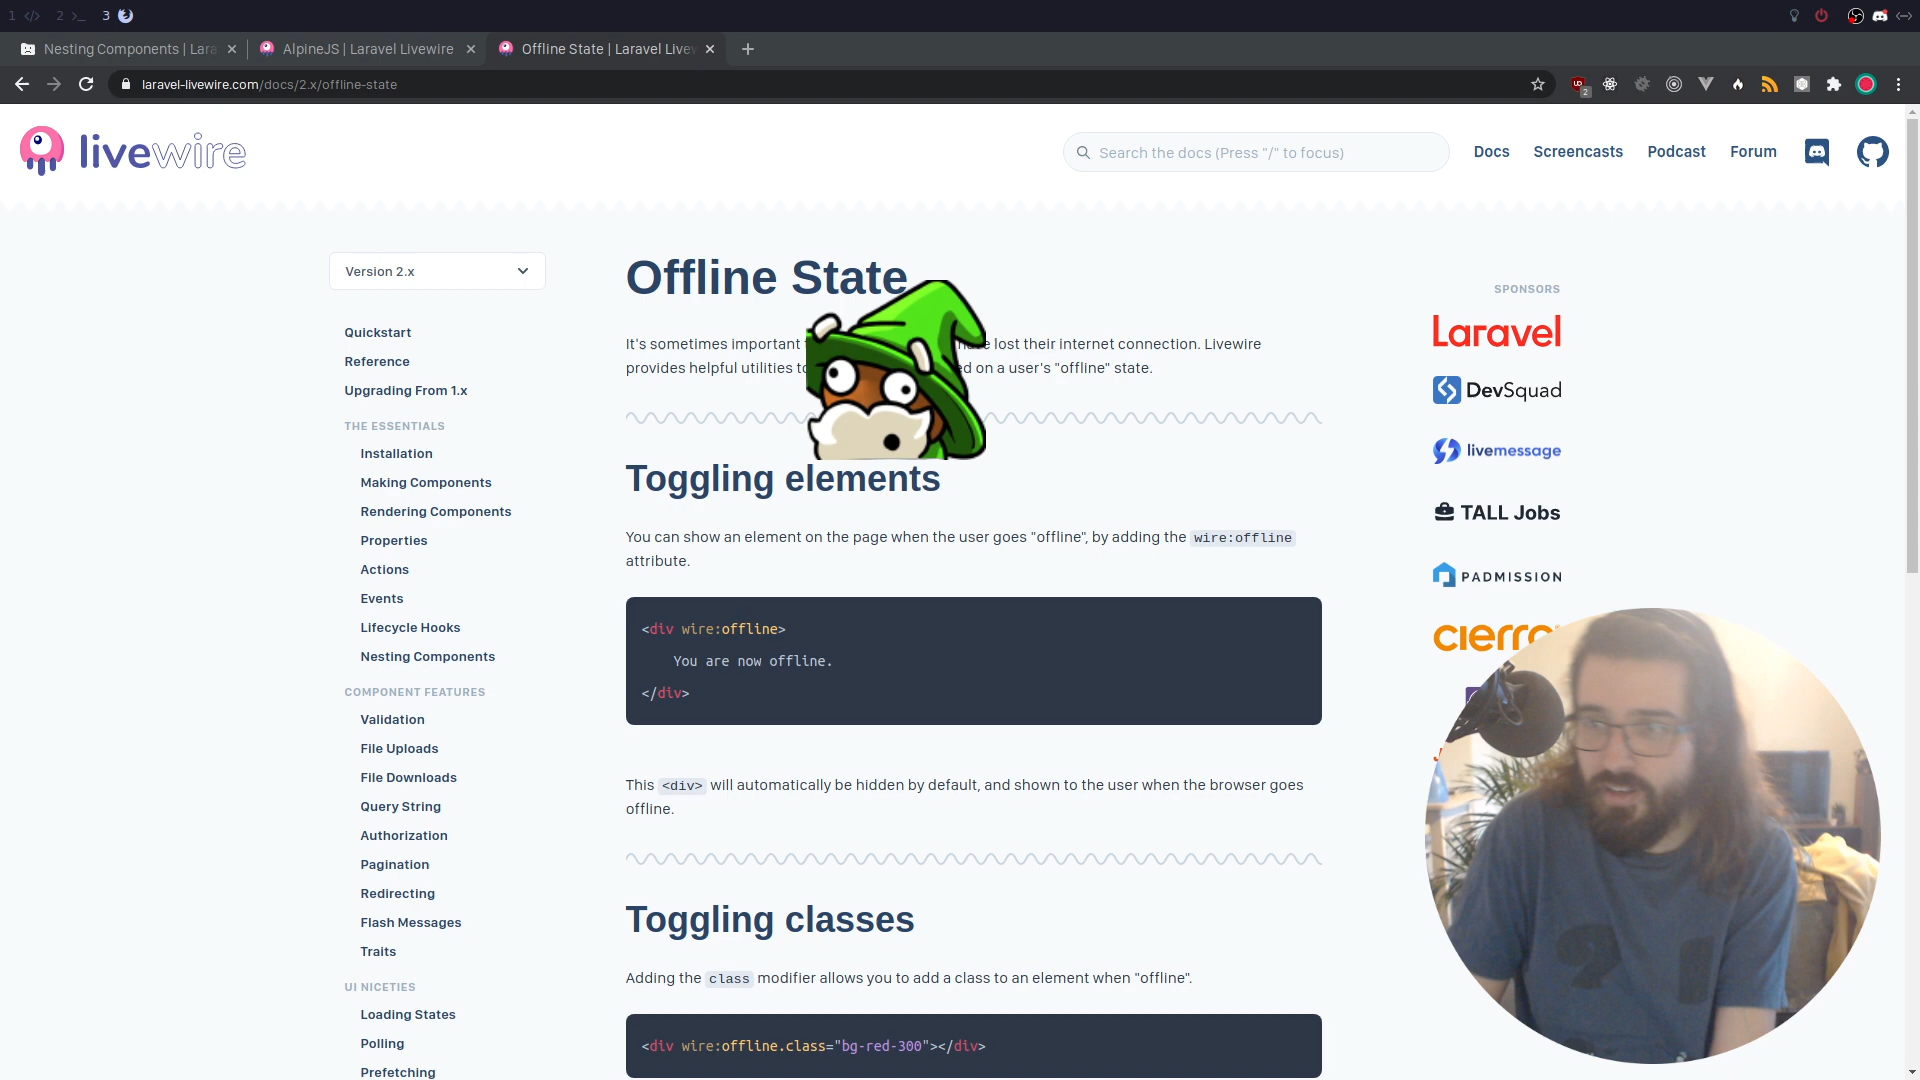 1 </> 2 >_ 3
Nesting Components | Lara
AlpineJS | Laravel Livewire
Offline State | Laravel Livew
laravel-livewire.com/docs/2.x/offline-state
2
livewire
Search the docs (Press "/" to focus)
Docs
Screencasts
Podcast
Forum
Version 2.x
Quickstart
Reference
Upgrading From 1.x
THE ESSENTIALS
Installation
Making Components
Rendering Components
Properties
Actions
Events
Lifecycle Hooks
Nesting Components
COMPONENT FEATURES
Validation
File Uploads
File Downloads
Query String
Authorization
Pagination
Redirecting
Flash Messages
Traits
UI NICETIES
Loading States
Polling
Prefetching
Offline State
It's sometimes important lost their internet connection. Livewire
provides helpful utilities on a user's "offline" state.
Toggling elements
You can show an element on the page when the user goes "offline", by adding the wire:offline
attribute.
<div wire:offline>
You are now offline.
</div>
This <div> will automatically be hidden by default, and shown to the user when the browser goes
offline.
Toggling classes
Adding the class modifier allows you to add a class to an element when "offline".
<div wire:offline.class="bg-red-300"></div>
SPONSORS
Laravel
DevSquad
livemessage
TALL Jobs
PADMISSION